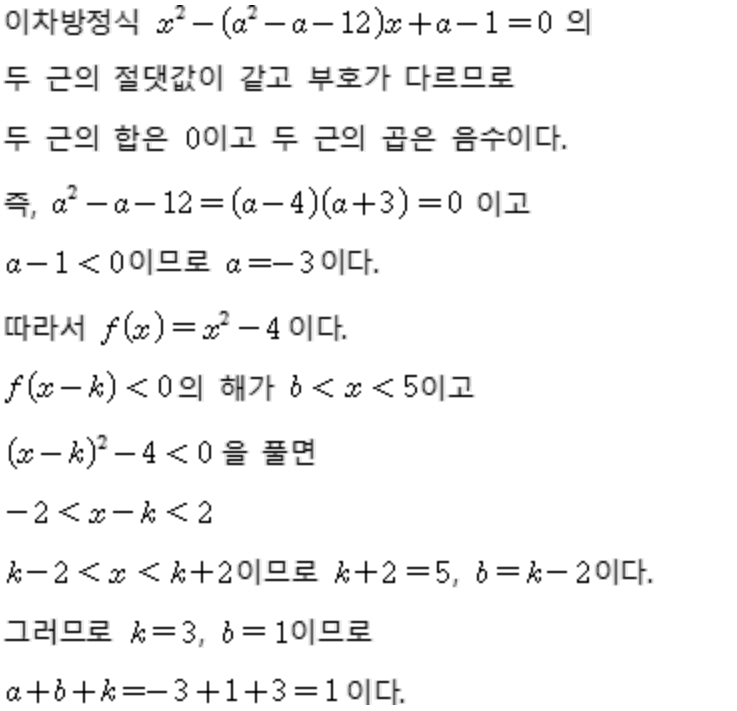 이차방정식 x² − (a² − a − 12)x + a − 1 = 0 의
두 근의 절댓값이 같고 부호가 다르므로
두 근의 합은 0이고 두 근의 곱은 음수이다.
즉, a² − a − 12 = (a − 4)(a + 3) = 0 이고
a − 1 < 0이므로 a = −3이다.
따라서 f(x) = x² − 4 이다.
f(x − k) < 0의 해가 b < x < 5이고
(x − k)² − 4 < 0 을 풀면
−2 < x − k < 2
k − 2 < x < k + 2이므로 k + 2 = 5, b = k − 2이다.
그러므로 k = 3, b = 1이므로
a + b + k = −3 + 1 + 3 = 1 이다.